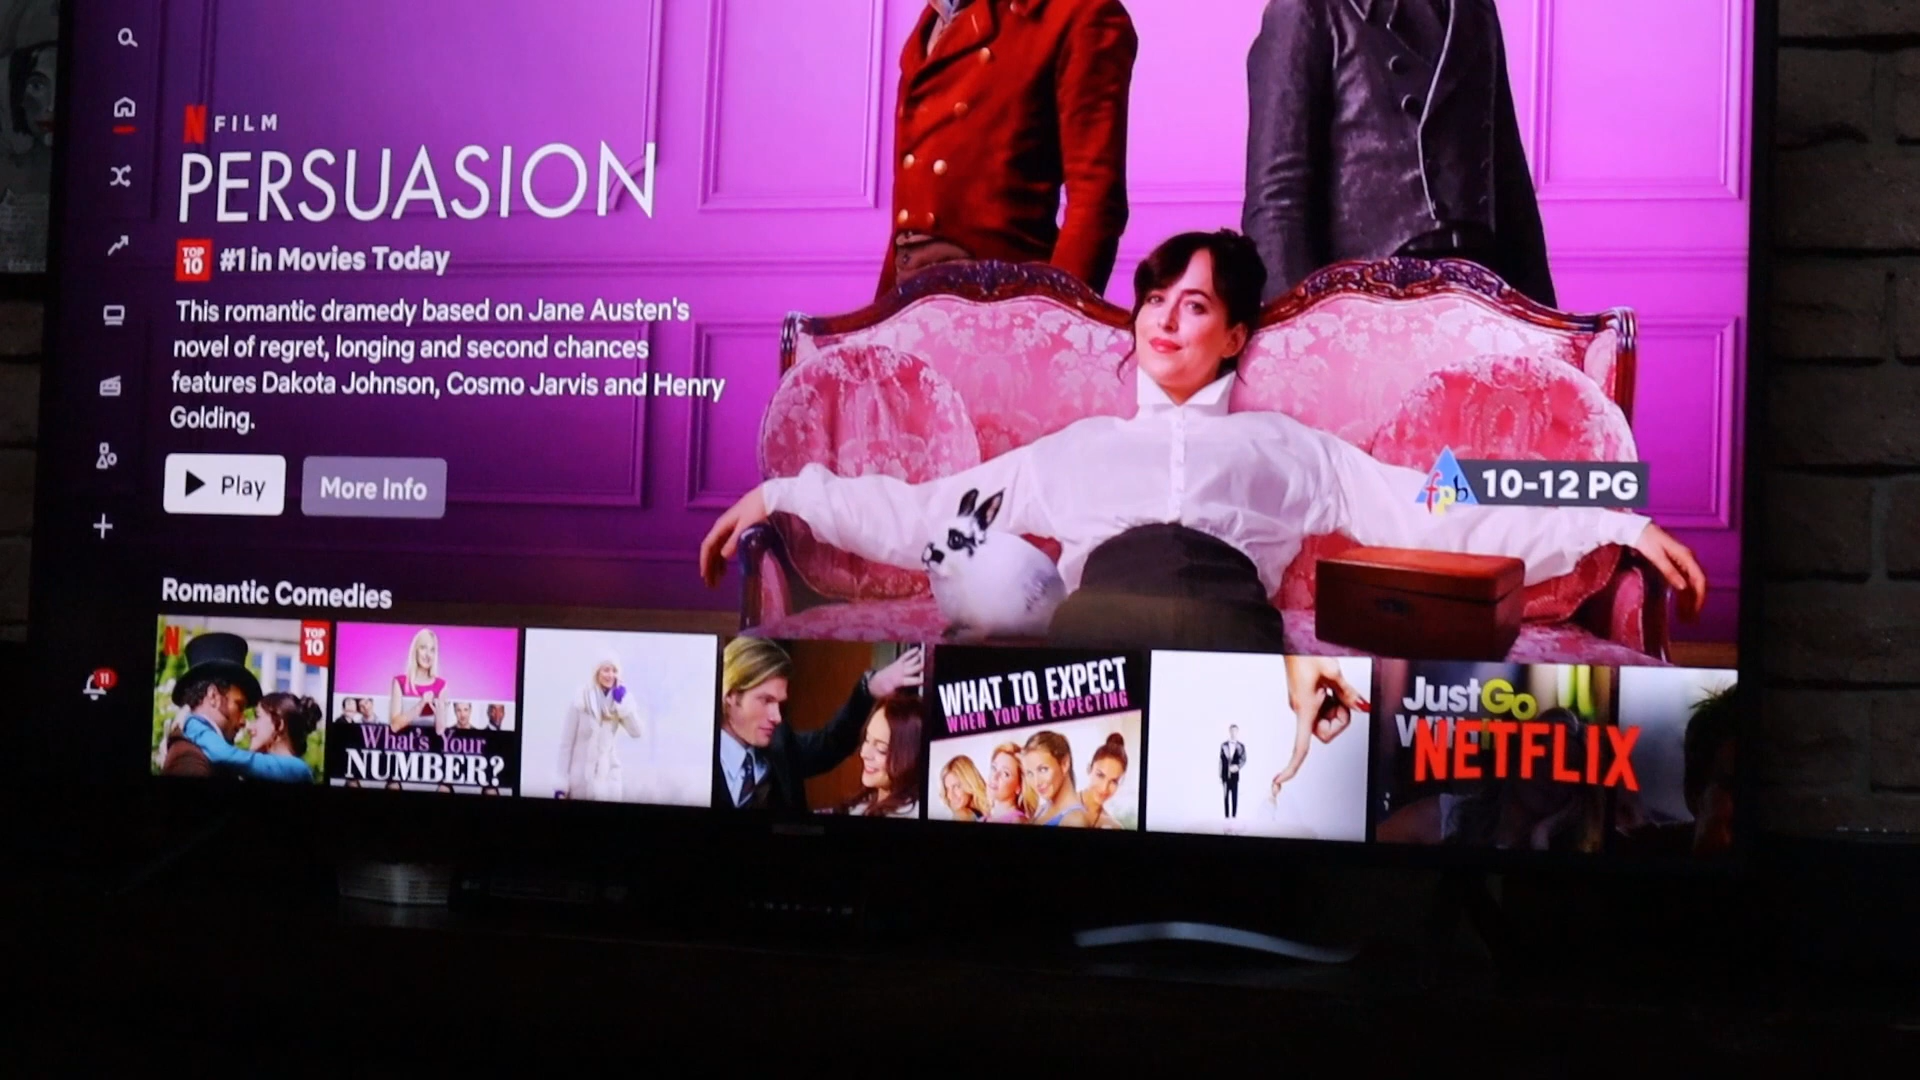 N FILM
PERSUASION
TOP
10
#1 in Movies Today
This romantic dramedy based on Jane Austen's
novel of regret, longing and second chances
features Dakota Johnson, Cosmo Jarvis and Henry
Golding.
Play
More Info
fpb 10-12 PG
Romantic Comedies
N
TOP
10
What's Your
NUMBER?
WHAT TO EXPECT
WHEN YOU'RE EXPECTING
Just Go
NETFLIX
11